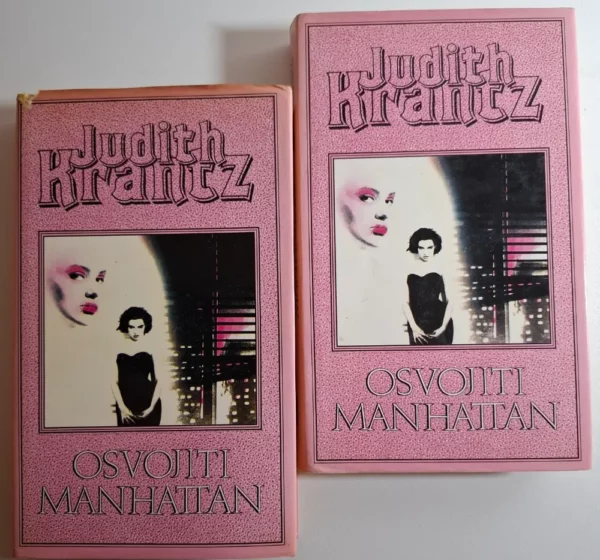 Judith
Krantz
OSVOJITI
MANHATTAN
Judith
Krantz
OSVOJITI
MANHATTAN